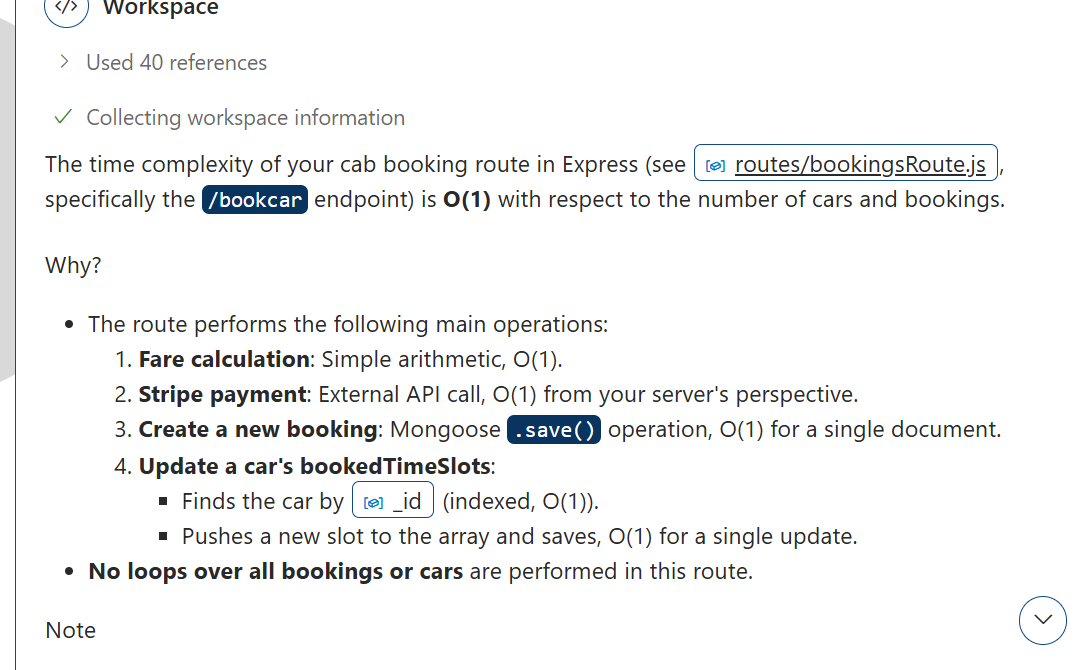 </> Workspace
Used 40 references
Collecting workspace information
The time complexity of your cab booking route in Express (see routes/bookingsRoute.js,
specifically the /bookcar endpoint) is O(1) with respect to the number of cars and bookings.
Why?
• The route performs the following main operations:
1. Fare calculation: Simple arithmetic, O(1).
2. Stripe payment: External API call, O(1) from your server's perspective.
3. Create a new booking: Mongoose .save() operation, O(1) for a single document.
4. Update a car's bookedTimeSlots:
▪ Finds the car by _id (indexed, O(1)).
▪ Pushes a new slot to the array and saves, O(1) for a single update.
• No loops over all bookings or cars are performed in this route.
Note